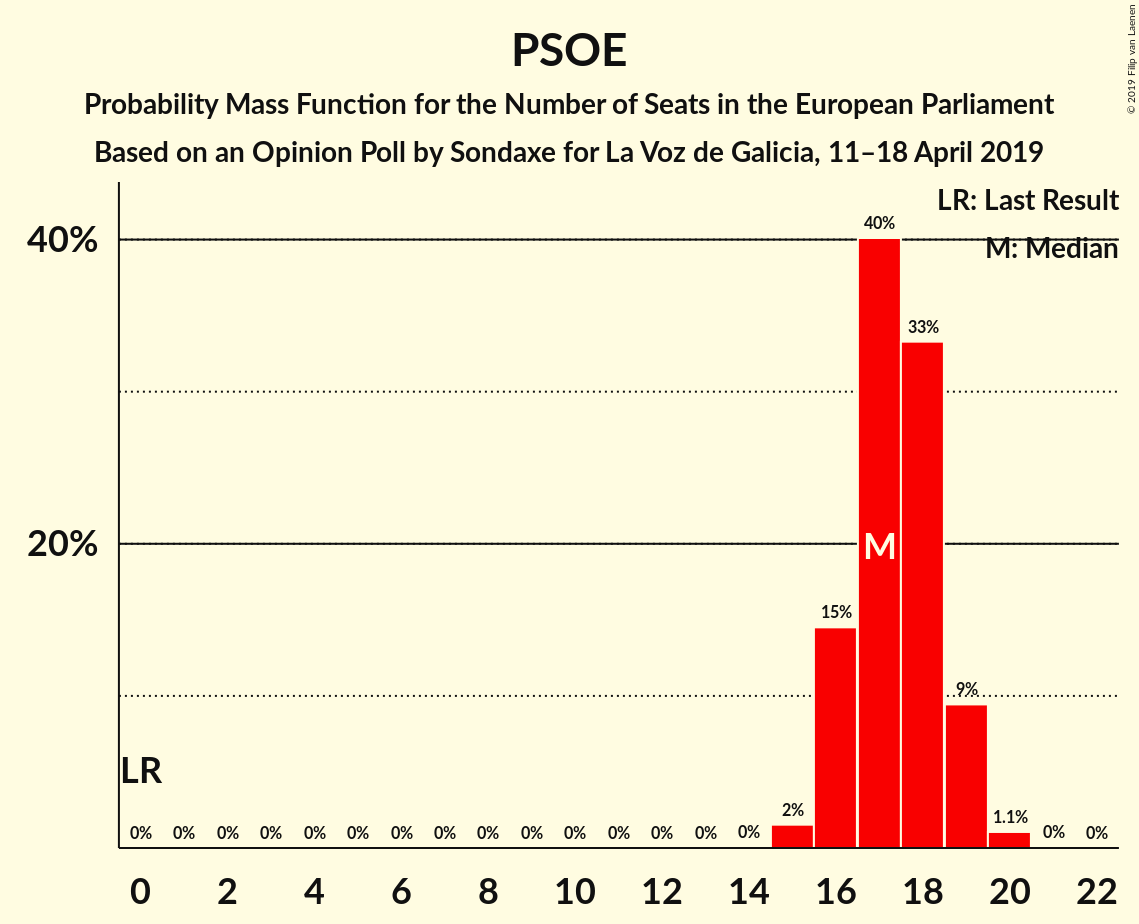 PSOE
Probability Mass Function for the Number of Seats in the European Parliament
Based on an Opinion Poll by Sondaxe for La Voz de Galicia, 11–18 April 2019
© 2019 Filip van Laenen
LR: Last Result
M: Median
40%
20%
40%
33%
M
15%
9%
LR
2%
1.1%
0% 0% 0% 0% 0% 0% 0% 0% 0% 0% 0% 0% 0% 0% 0% 0% 0%
0 2 4 6 8 10 12 14 16 18 20 22